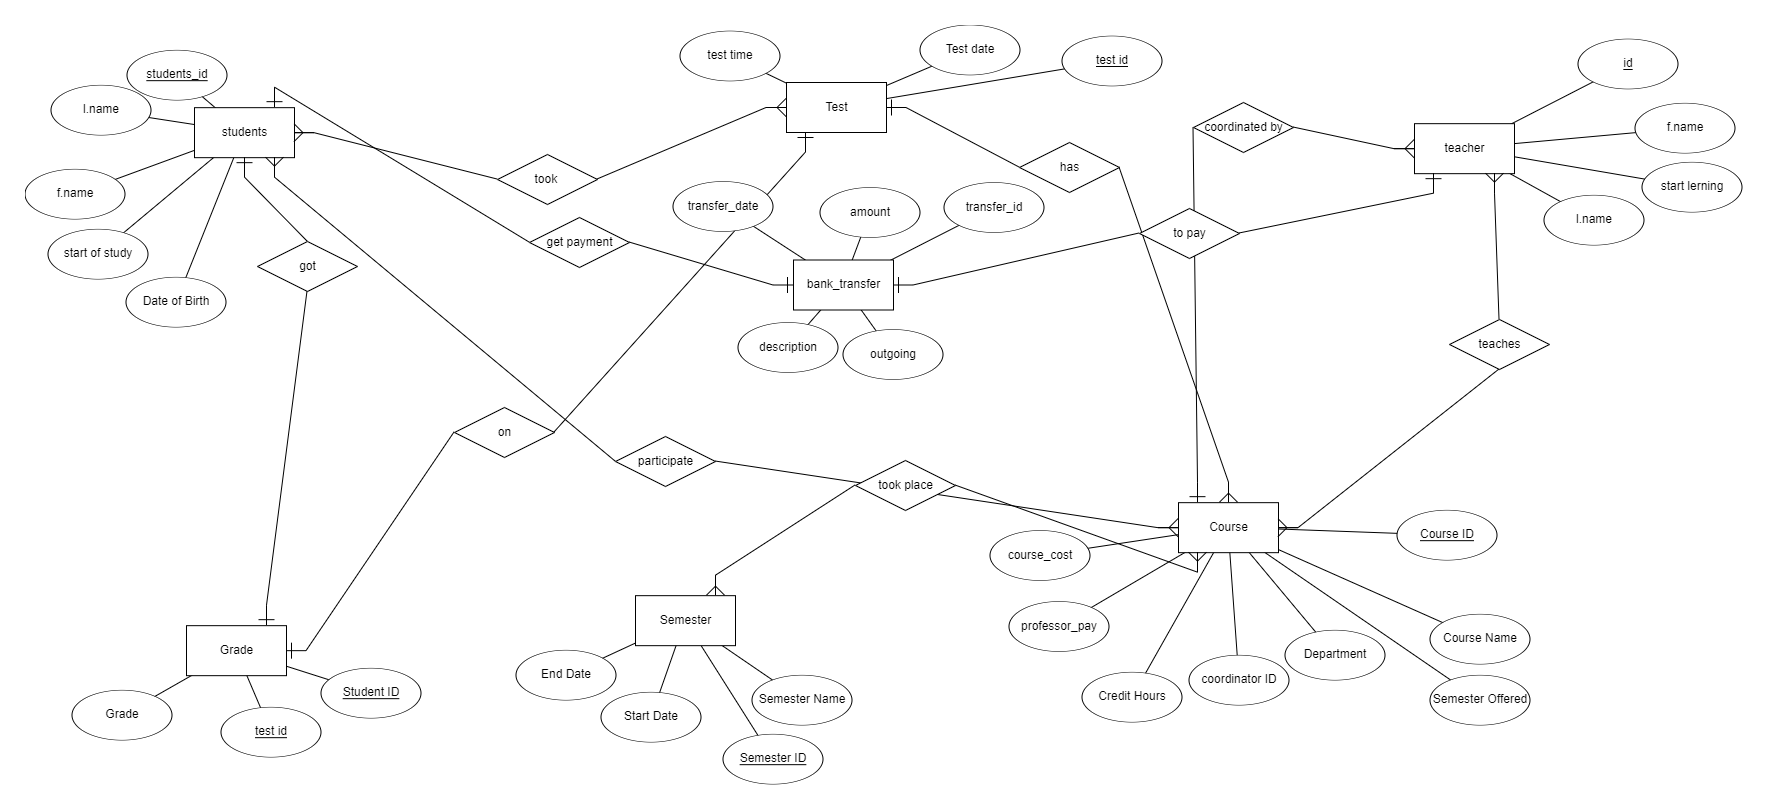 test time
Test date
test id
students_id
id
l.name
Test
f.name
coordinated by
students
teacher
has
took
start lerning
f.name
transfer_date
amount
transfer_id
l.name
to pay
get payment
start of study
got
bank_transfer
Date of Birth
description
outgoing
teaches
on
participate
took place
Course
Course ID
course_cost
Semester
professor_pay
Course Name
Grade
Department
End Date
coordinator ID
Student ID
Semester Name
Credit Hours
Semester Offered
Grade
Start Date
test id
Semester ID